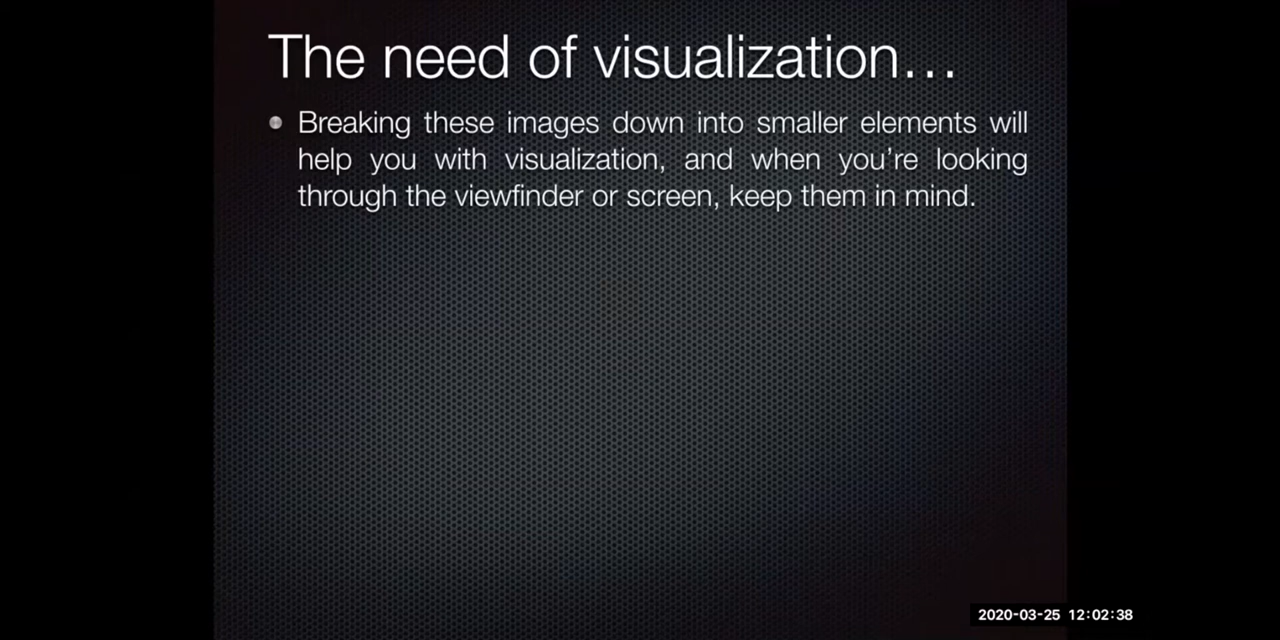 The need of visualization...
Breaking these images down into smaller elements will
help you with visualization, and when you’re looking
through the viewfinder or screen, keep them in mind.
2020-03-25 12:02:38